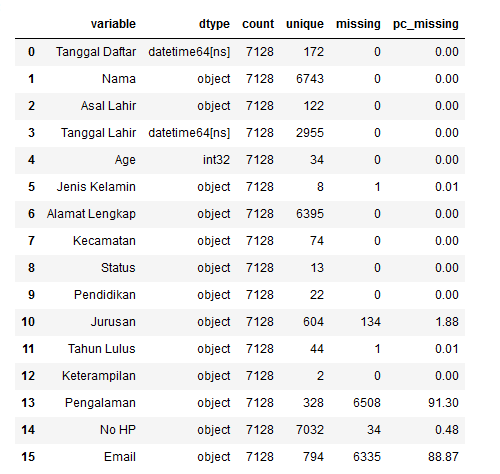 variable dtype count unique missing pc_missing
0 Tanggal Daftar datetime64[ns] 7128 172 0 0.00
1 Nama object 7128 6743 0 0.00
2 Asal Lahir object 7128 122 0 0.00
3 Tanggal Lahir datetime64[ns] 7128 2955 0 0.00
4 Age int32 7128 34 0 0.00
5 Jenis Kelamin object 7128 8 1 0.01
6 Alamat Lengkap object 7128 6395 0 0.00
7 Kecamatan object 7128 74 0 0.00
8 Status object 7128 13 0 0.00
9 Pendidikan object 7128 22 0 0.00
10 Jurusan object 7128 604 134 1.88
11 Tahun Lulus object 7128 44 1 0.01
12 Keterampilan object 7128 2 0 0.00
13 Pengalaman object 7128 328 6508 91.30
14 No HP object 7128 7032 34 0.48
15 Email object 7128 794 6335 88.87